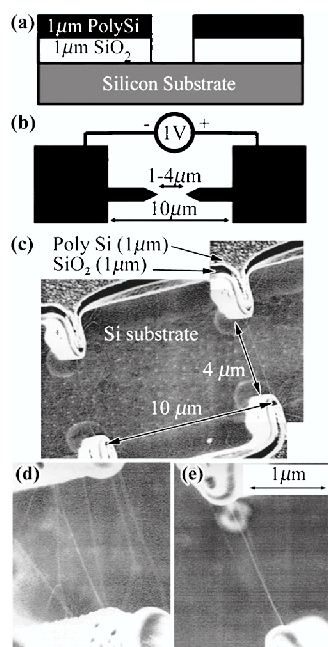 (a)
1μm PolySi
1μm SiO₂
Silicon Substrate
(b)
- 1V +
1-4μm
10μm
(c)
Poly Si (1μm)
SiO₂ (1μm)
Si substrate
4 μm
10 μm
(d) (e) 1μm